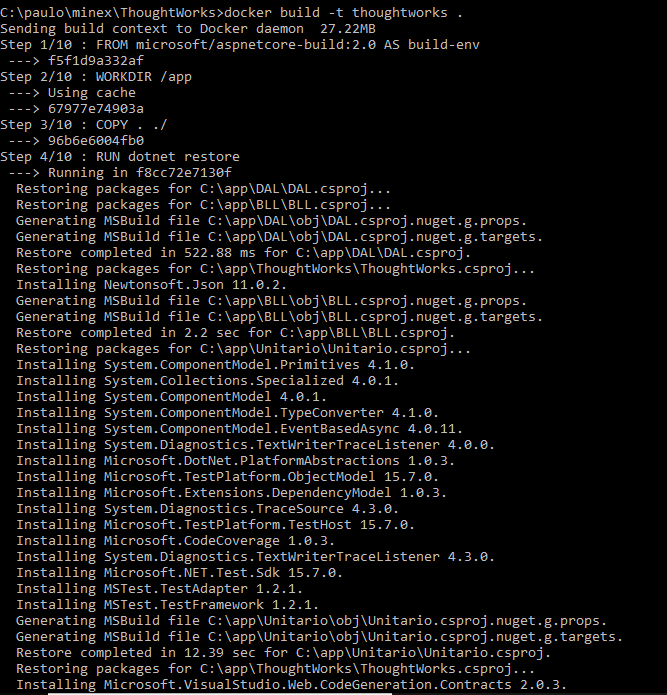 C:\paulo\minex\ThoughtWorks>docker build -t thoughtworks .
Sending build context to Docker daemon  27.22MB
Step 1/10 : FROM microsoft/aspnetcore-build:2.0 AS build-env
 ---> f5f1d9a332af
Step 2/10 : WORKDIR /app
 ---> Using cache
 ---> 67977e74903a
Step 3/10 : COPY . ./
 ---> 96b6e6004fb0
Step 4/10 : RUN dotnet restore
 ---> Running in f8cc72e7130f
  Restoring packages for C:\app\DAL\DAL.csproj...
  Restoring packages for C:\app\BLL\BLL.csproj...
  Generating MSBuild file C:\app\DAL\obj\DAL.csproj.nuget.g.props.
  Generating MSBuild file C:\app\DAL\obj\DAL.csproj.nuget.g.targets.
  Restore completed in 522.88 ms for C:\app\DAL\DAL.csproj.
  Restoring packages for C:\app\ThoughtWorks\ThoughtWorks.csproj...
  Installing Newtonsoft.Json 11.0.2.
  Generating MSBuild file C:\app\BLL\obj\BLL.csproj.nuget.g.props.
  Generating MSBuild file C:\app\BLL\obj\BLL.csproj.nuget.g.targets.
  Restore completed in 2.2 sec for C:\app\BLL\BLL.csproj.
  Restoring packages for C:\app\Unitario\Unitario.csproj...
  Installing System.ComponentModel.Primitives 4.1.0.
  Installing System.Collections.Specialized 4.0.1.
  Installing System.ComponentModel 4.0.1.
  Installing System.ComponentModel.TypeConverter 4.1.0.
  Installing System.ComponentModel.EventBasedAsync 4.0.11.
  Installing System.Diagnostics.TextWriterTraceListener 4.0.0.
  Installing Microsoft.DotNet.PlatformAbstractions 1.0.3.
  Installing Microsoft.TestPlatform.ObjectModel 15.7.0.
  Installing Microsoft.Extensions.DependencyModel 1.0.3.
  Installing System.Diagnostics.TraceSource 4.3.0.
  Installing Microsoft.TestPlatform.TestHost 15.7.0.
  Installing Microsoft.CodeCoverage 1.0.3.
  Installing System.Diagnostics.TextWriterTraceListener 4.3.0.
  Installing Microsoft.NET.Test.Sdk 15.7.0.
  Installing MSTest.TestAdapter 1.2.1.
  Installing MSTest.TestFramework 1.2.1.
  Generating MSBuild file C:\app\Unitario\obj\Unitario.csproj.nuget.g.props.
  Generating MSBuild file C:\app\Unitario\obj\Unitario.csproj.nuget.g.targets.
  Restore completed in 12.39 sec for C:\app\Unitario\Unitario.csproj.
  Restoring packages for C:\app\ThoughtWorks\ThoughtWorks.csproj...
  Installing Microsoft.VisualStudio.Web.CodeGeneration.Contracts 2.0.3.